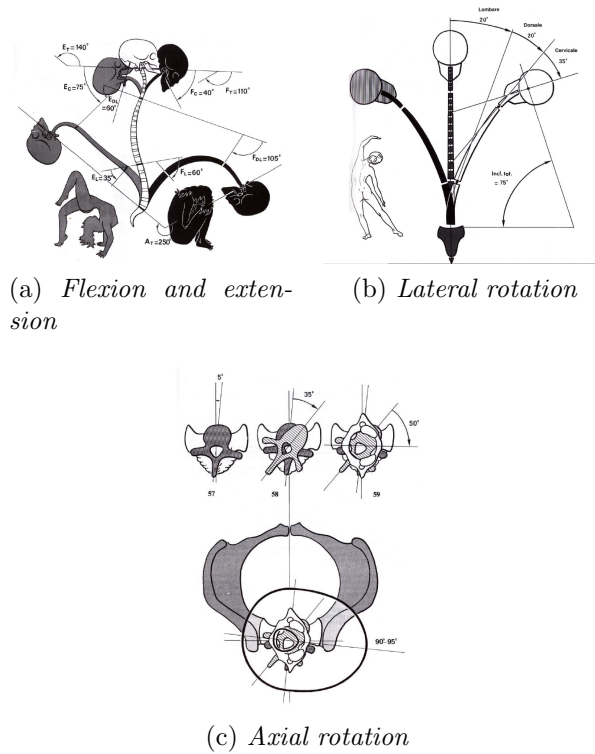 E_T=140°
E_C=75°
E_DL=60°
F_C=40°
F_T=110°
F_DL=105°
E_L=35°
F_L=60°
A_T=250°
(a) Flexion and exten-
sion
Lombare
20°
Dorsale
20°
Cervicale
35°
Incl. tot.
= 75°
(b) Lateral rotation
5°
35°
50°
57
58
59
90°-95°
(c) Axial rotation